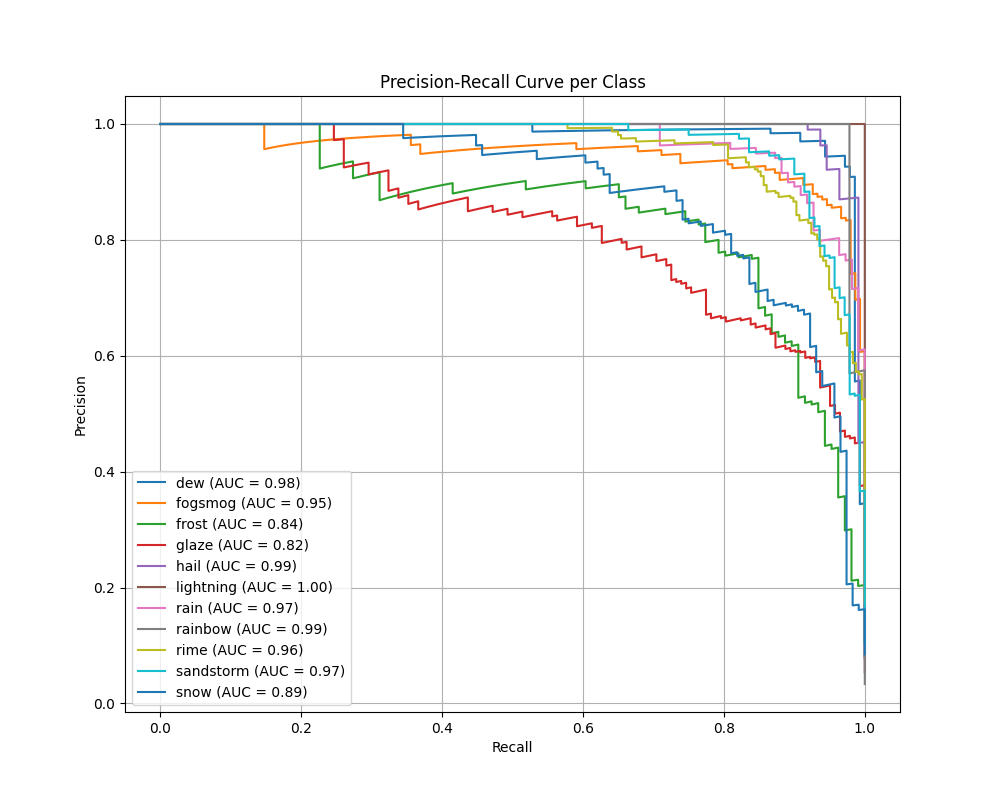 Precision-Recall Curve per Class
Precision
1.0
0.8
0.6
0.4
0.2
0.0
dew (AUC = 0.98)
fogsmog (AUC = 0.95)
frost (AUC = 0.84)
glaze (AUC = 0.82)
hail (AUC = 0.99)
lightning (AUC = 1.00)
rain (AUC = 0.97)
rainbow (AUC = 0.99)
rime (AUC = 0.96)
sandstorm (AUC = 0.97)
snow (AUC = 0.89)
0.0 0.2 0.4 0.6 0.8 1.0
Recall